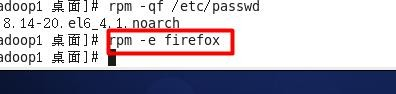 adoop1 桌面]# rpm -qf /etc/passwd
8.14-20.el6_4.1.noarch
adoop1 桌面]# rpm -e firefox
adoop1 桌面]#